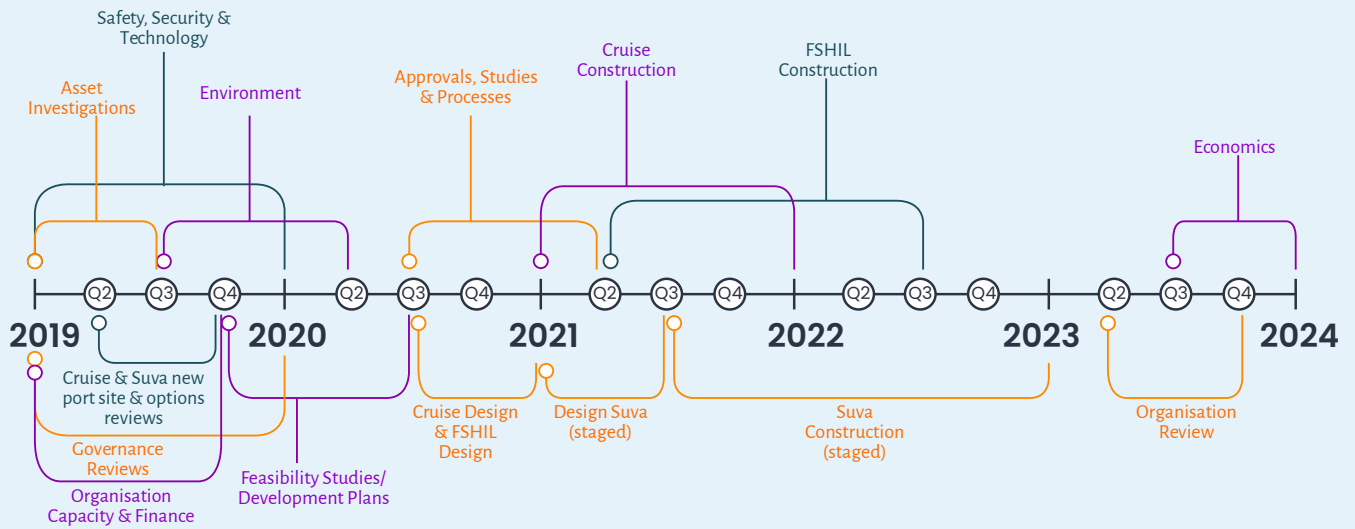 Safety, Security &
Technology
Asset
Investigations
Environment
Approvals, Studies
& Processes
Cruise
Construction
FSHIL
Construction
Economics
Q2 Q3 Q4 Q2 Q3 Q4 Q2 Q3 Q4 Q2 Q3 Q4 Q2 Q3 Q4
2019 2020 2021 2022 2023 2024
Cruise & Suva new
port site & options
reviews
Governance
Reviews
Organisation
Capacity & Finance
Feasibility Studies/
Development Plans
Cruise Design
& FSHIL
Design
Design Suva
(staged)
Suva
Construction
(staged)
Organisation
Review